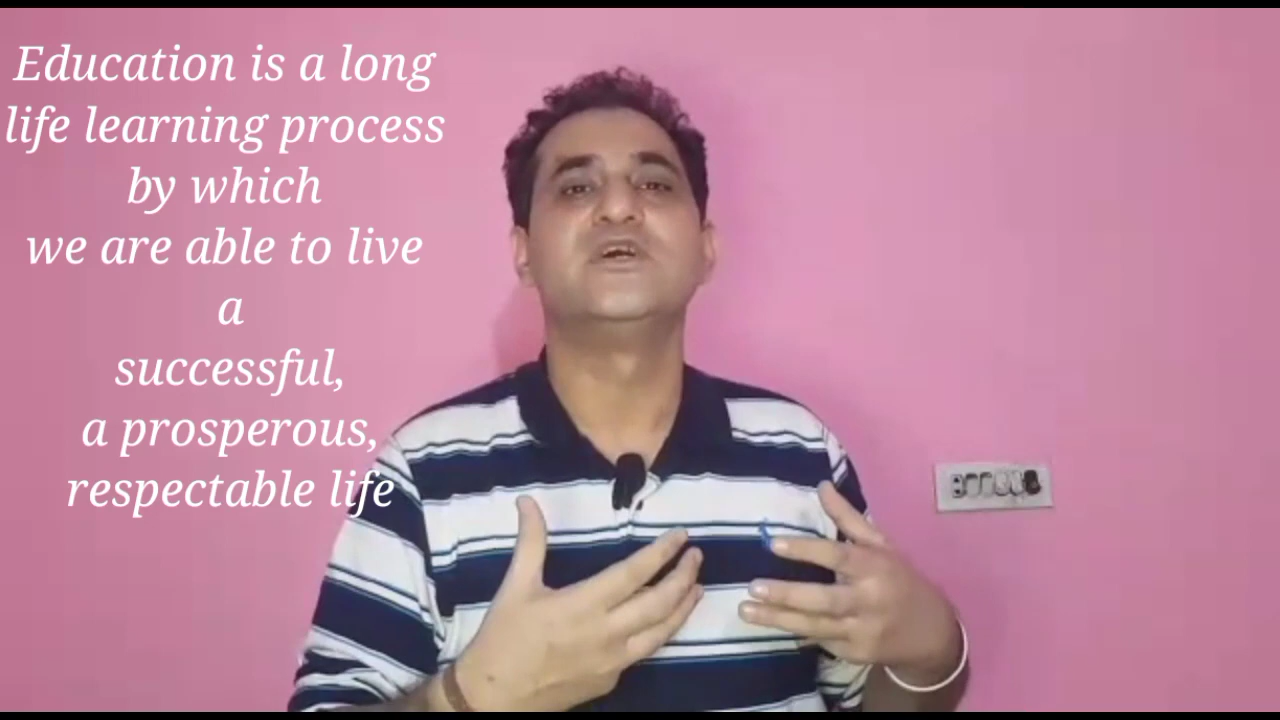 Education is a long
life learning process
by which
we are able to live
a
successful,
a prosperous,
respectable life